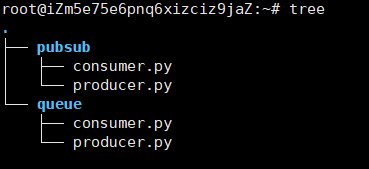 root@iZm5e75e6pnq6xizciz9jaZ:~# tree
.
├── pubsub
│   ├── consumer.py
│   └── producer.py
└── queue
    ├── consumer.py
    └── producer.py